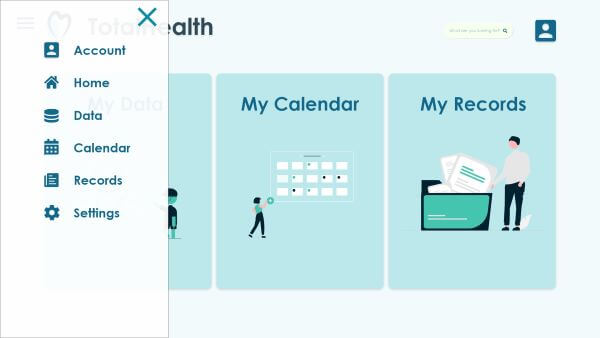 TotalHealth
What are you looking for?
Account
Home
Data
Calendar
Records
Settings
My Data
My Calendar
My Records